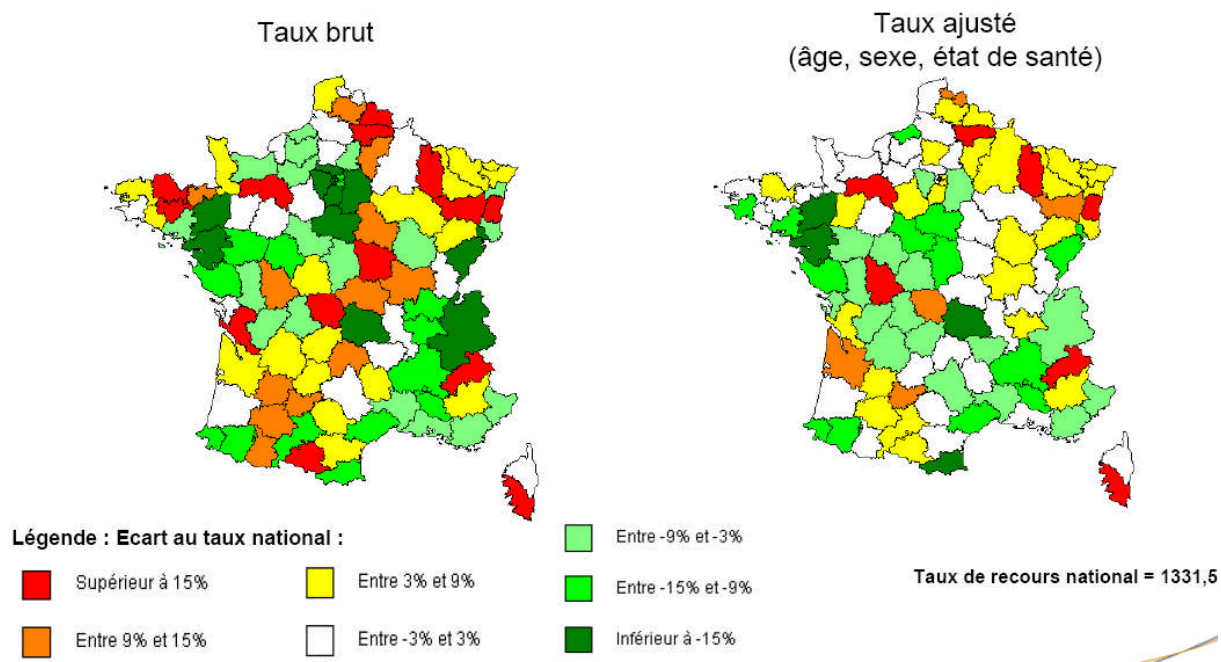 Taux brut
Taux ajusté
(âge, sexe, état de santé)
Légende : Ecart au taux national :
Supérieur à 15%
Entre 9% et 15%
Entre 3% et 9%
Entre -3% et 3%
Entre -9% et -3%
Entre -15% et -9%
Inférieur à -15%
Taux de recours national = 1331,5